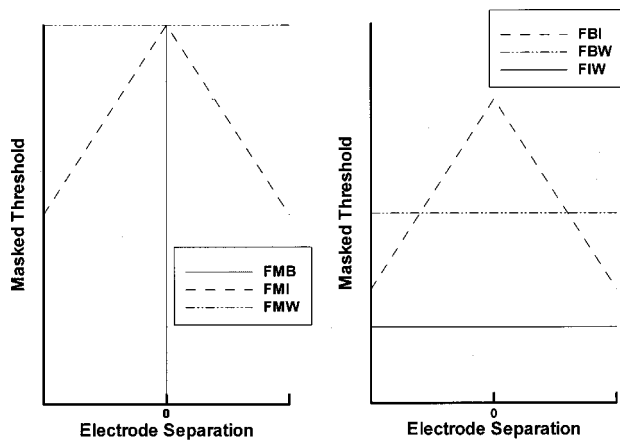 Masked Threshold
FMB
FMI
FMW
0
Electrode Separation
Masked Threshold
FBI
FBW
FIW
0
Electrode Separation